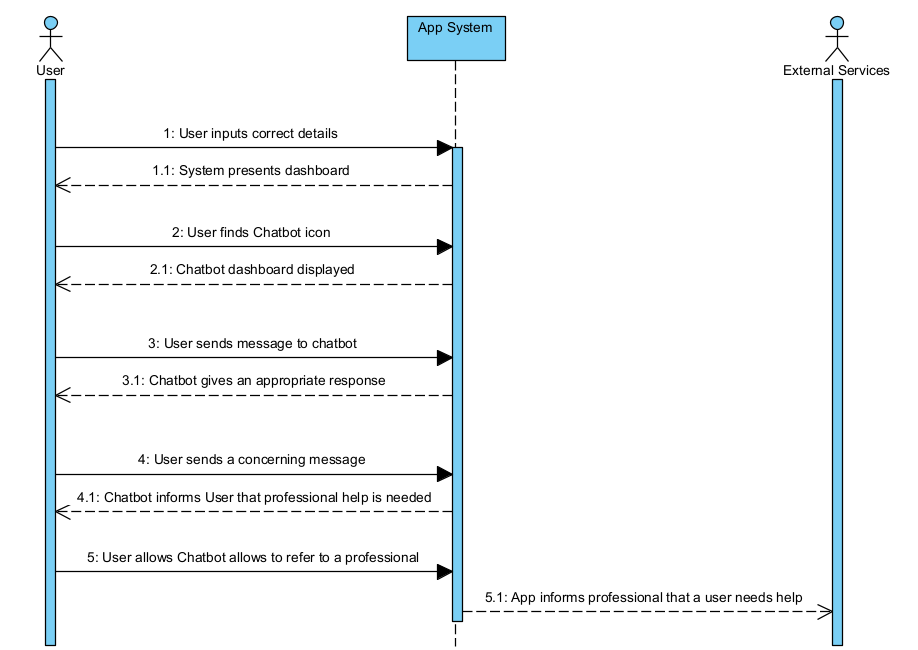 App System
User
External Services
1: User inputs correct details
1.1: System presents dashboard
2: User finds Chatbot icon
2.1: Chatbot dashboard displayed
3: User sends message to chatbot
3.1: Chatbot gives an appropriate response
4: User sends a concerning message
4.1: Chatbot informs User that professional help is needed
5: User allows Chatbot allows to refer to a professional
5.1: App informs professional that a user needs help